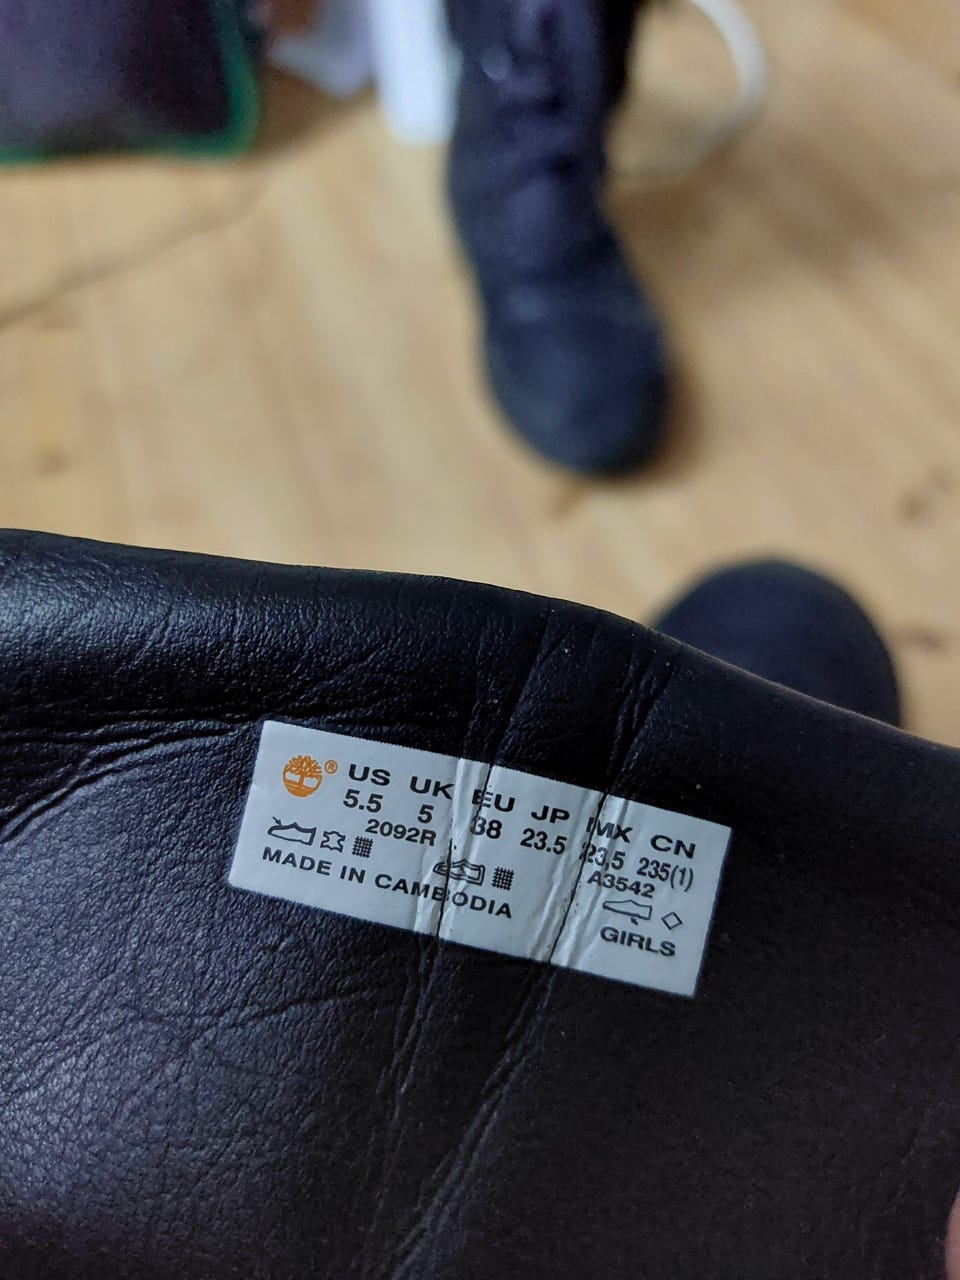 ® US UK EU JP MX CN
5.5 5 38 23.5 23.5 235(1)
2092R A3542
MADE IN CAMBODIA
GIRLS